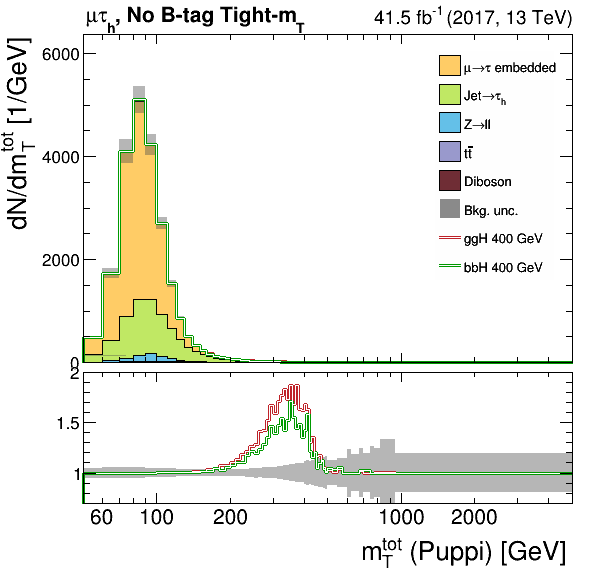 μτh, No B-tag Tight-mT
41.5 fb-1 (2017, 13 TeV)
dN/dmTtot [1/GeV]
6000
4000
2000
0
μ→τ embedded
Jet→τh
Z→ll
tt̄
Diboson
Bkg. unc.
ggH 400 GeV
bbH 400 GeV
2
1.5
1
60 100 200 1000 2000
mTtot (Puppi) [GeV]